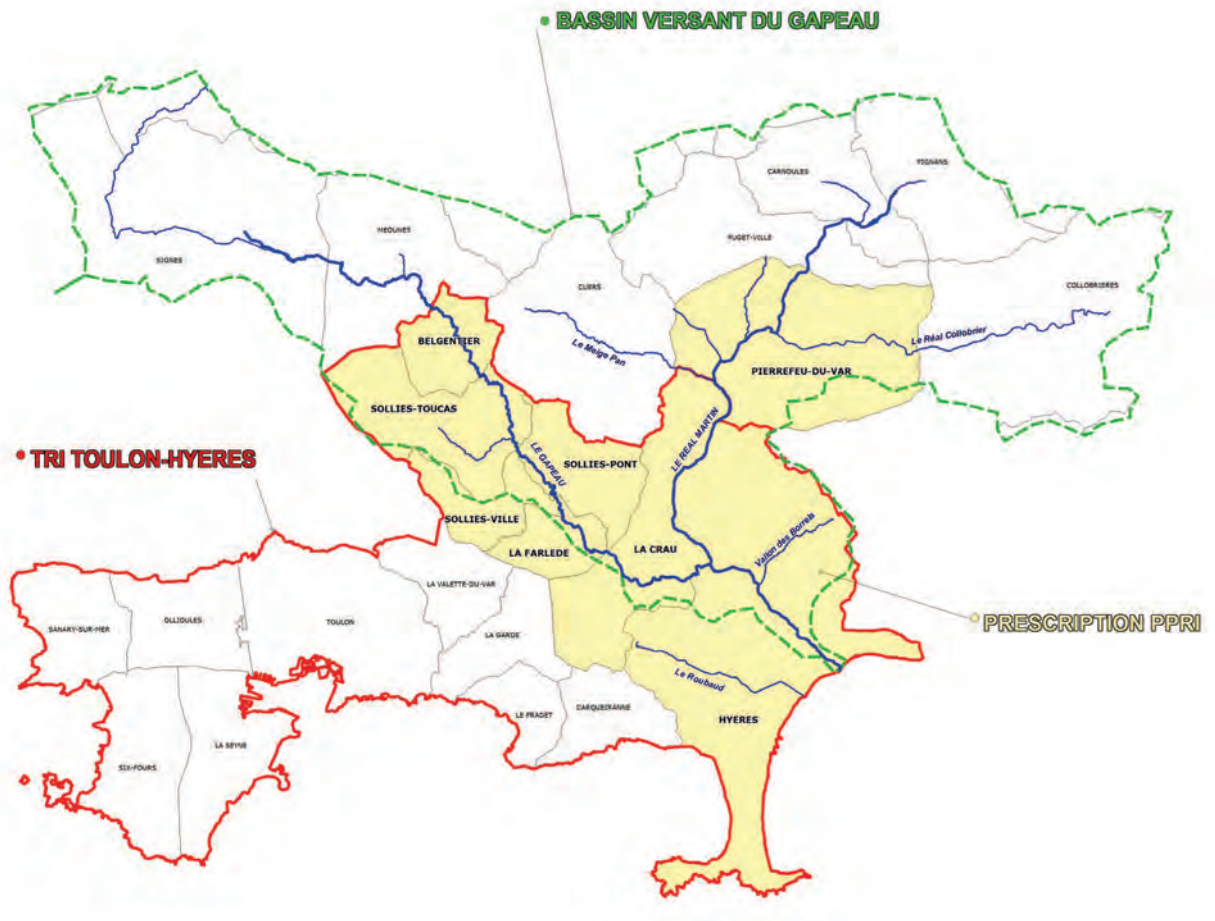 • BASSIN VERSANT DU GAPEAU
CARNOULES
PIGNANS
MEOUNES
PUGET-VILLE
SIGNES
CUERS
COLLOBRIERES
Le Réal Collobrier
BELGENTIER
Le Meige Pan
PIERREFEU-DU-VAR
SOLLIES-TOUCAS
LE REAL MARTIN
• TRI TOULON-HYERES
LE GAPEAU
SOLLIES-PONT
SOLLIES-VILLE
Vallon des Borrels
LA FARLEDE
LA CRAU
LA VALETTE-DU-VAR
PRESCRIPTION PPRI
SANARY-SUR-MER
OLLIOULES
TOULON
LA GARDE
Le Roubaud
LE PRADET
CARQUEIRANNE
HYERES
SIX-FOURS
LA SEYNE